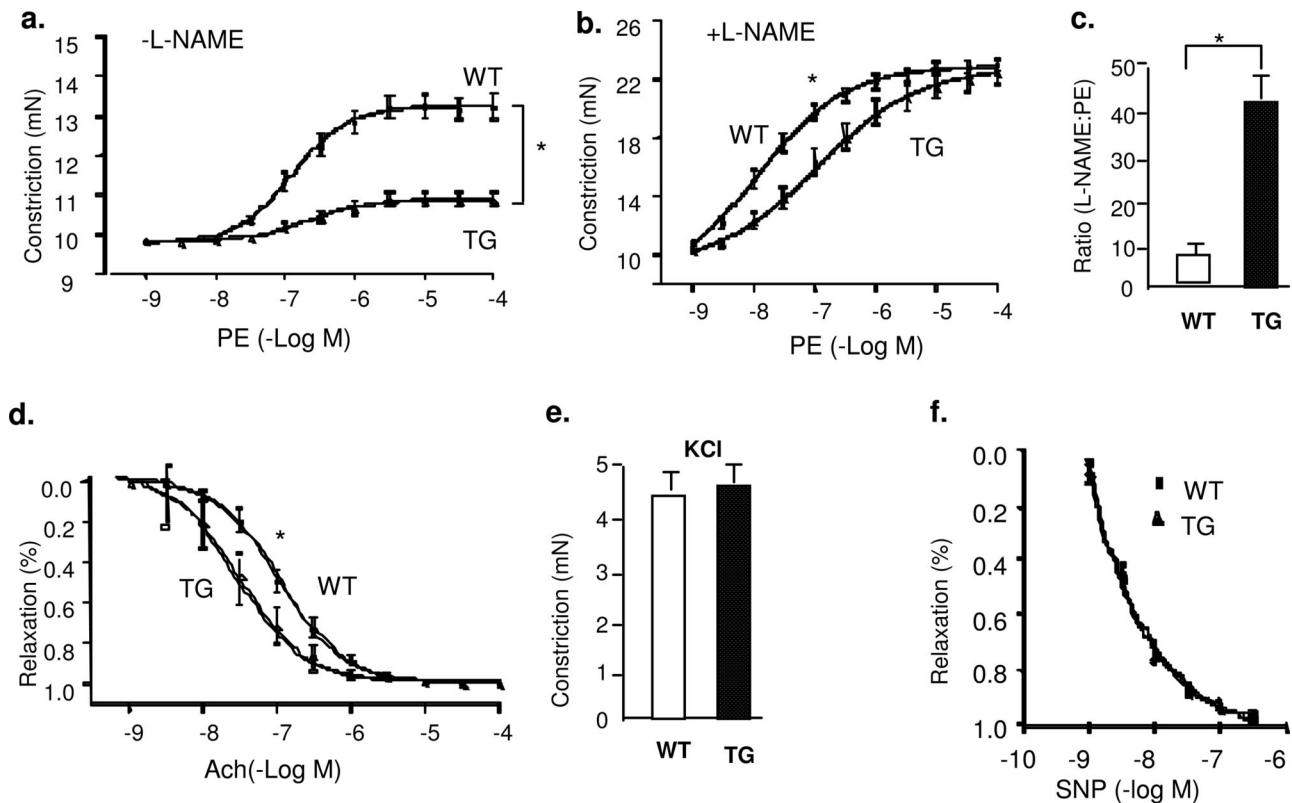 a.
-L-NAME
15
14
13
12
11
10
9
Constriction (mN)
WT
*
TG
-9 -8 -7 -6 -5 -4
PE (-Log M)
b.
+L-NAME
26
22
18
14
10
Constriction (mN)
*
WT
TG
-9 -8 -7 -6 -5 -4
PE (-Log M)
c.
*
50
40
30
20
10
0
Ratio (L-NAME:PE)
WT TG
d.
0.0
0.2
0.4
0.6
0.8
1.0
Relaxation (%)
*
TG
WT
-9 -8 -7 -6 -5 -4
Ach(-Log M)
e.
KCl
5
4
3
2
1
0
Constriction (mN)
WT TG
f.
0.0
0.2
0.4
0.6
0.8
1.0
Relaxation (%)
WT
TG
-10 -9 -8 -7 -6
SNP (-log M)